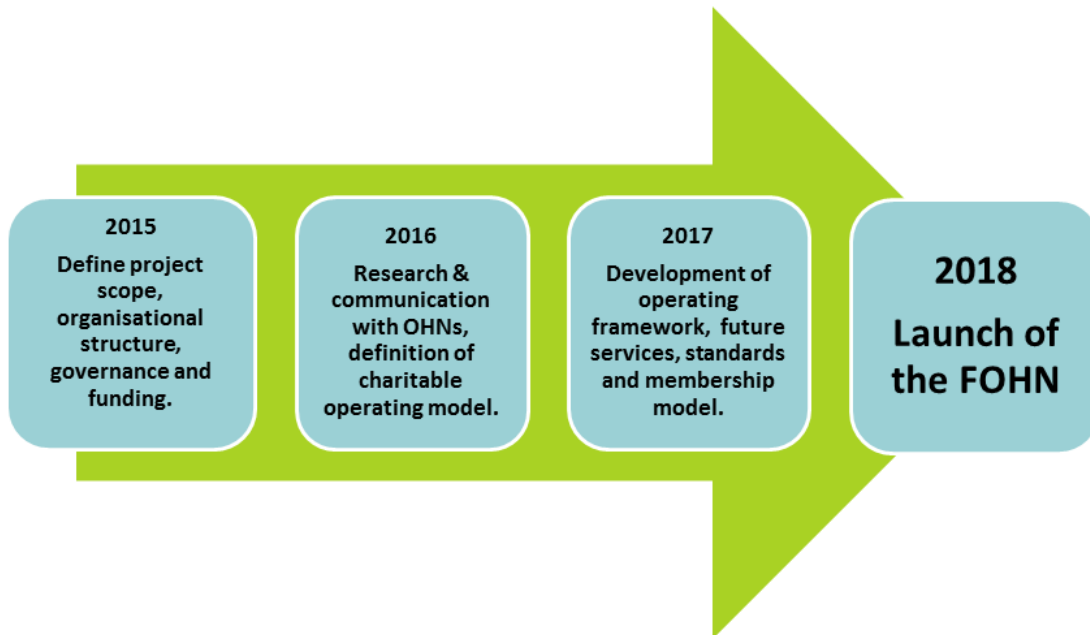 2015
Define project
scope,
organisational
structure,
governance and
funding.
2016
Research &
communication
with OHNs,
definition of
charitable
operating model.
2017
Development of
operating
framework, future
services, standards
and membership
model.
2018
Launch of
the FOHN